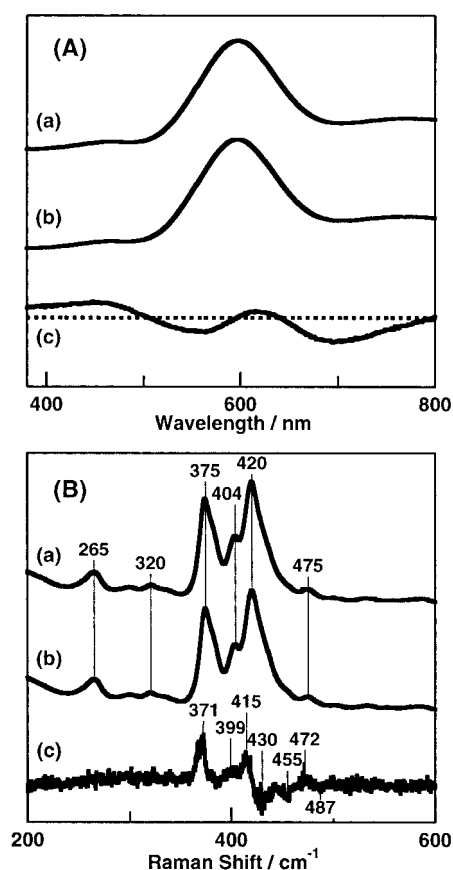 (A)
(a)
(b)
(c)
400 600 800
Wavelength / nm
(B)
375 420
404
(a)
265 320 475
(b)
415
371 399
(c)
430 455 472
487
200 400 600
Raman Shift / cm⁻¹